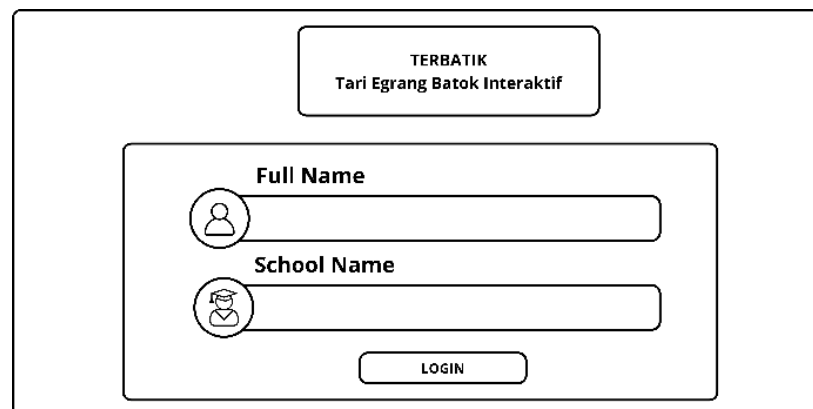 TERBATIK
Tari Egrang Batok Interaktif
Full Name
School Name
LOGIN